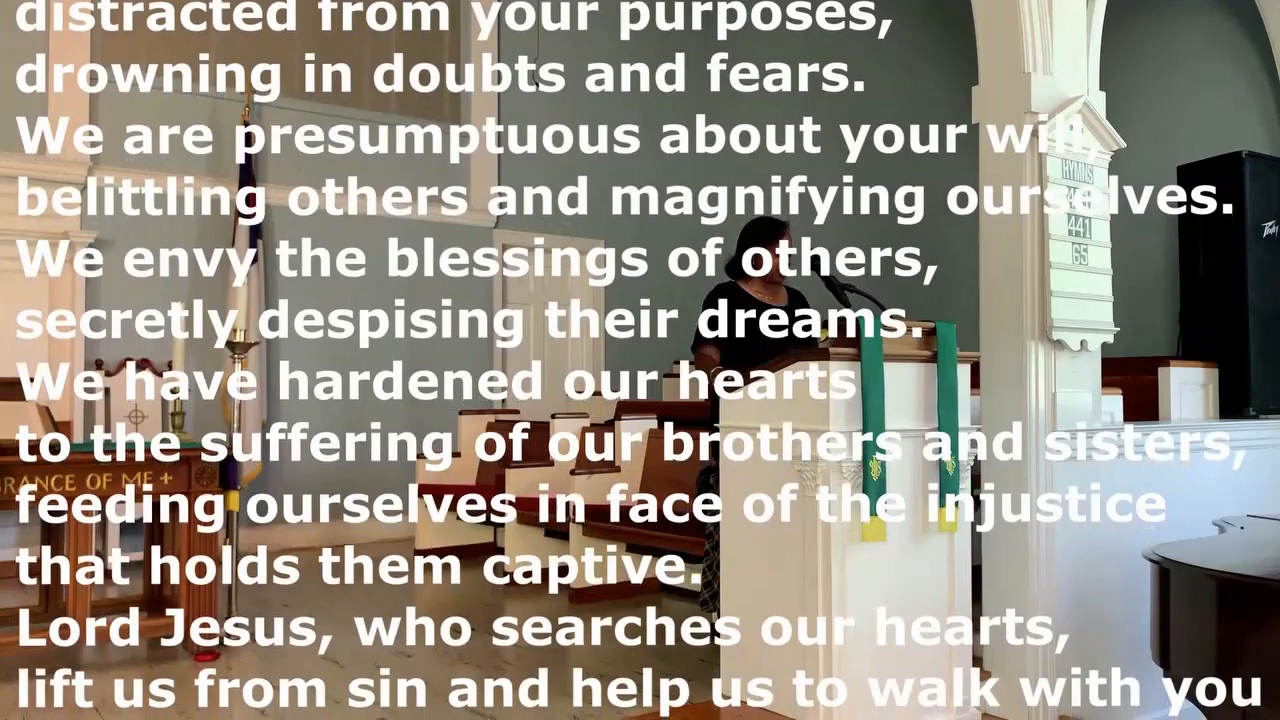 distracted from your purposes,
drowning in doubts and fears.
We are presumptuous about your will,
belittling others and magnifying ourselves.
We envy the blessings of others,
secretly despising their dreams.
We have hardened our hearts
to the suffering of our brothers and sisters,
feeding ourselves in face of the injustice
that holds them captive.
Lord Jesus, who searches our hearts,
lift us from sin and help us to walk with you
HYMNS
441
65
Peavey
BRANCE OF ME +